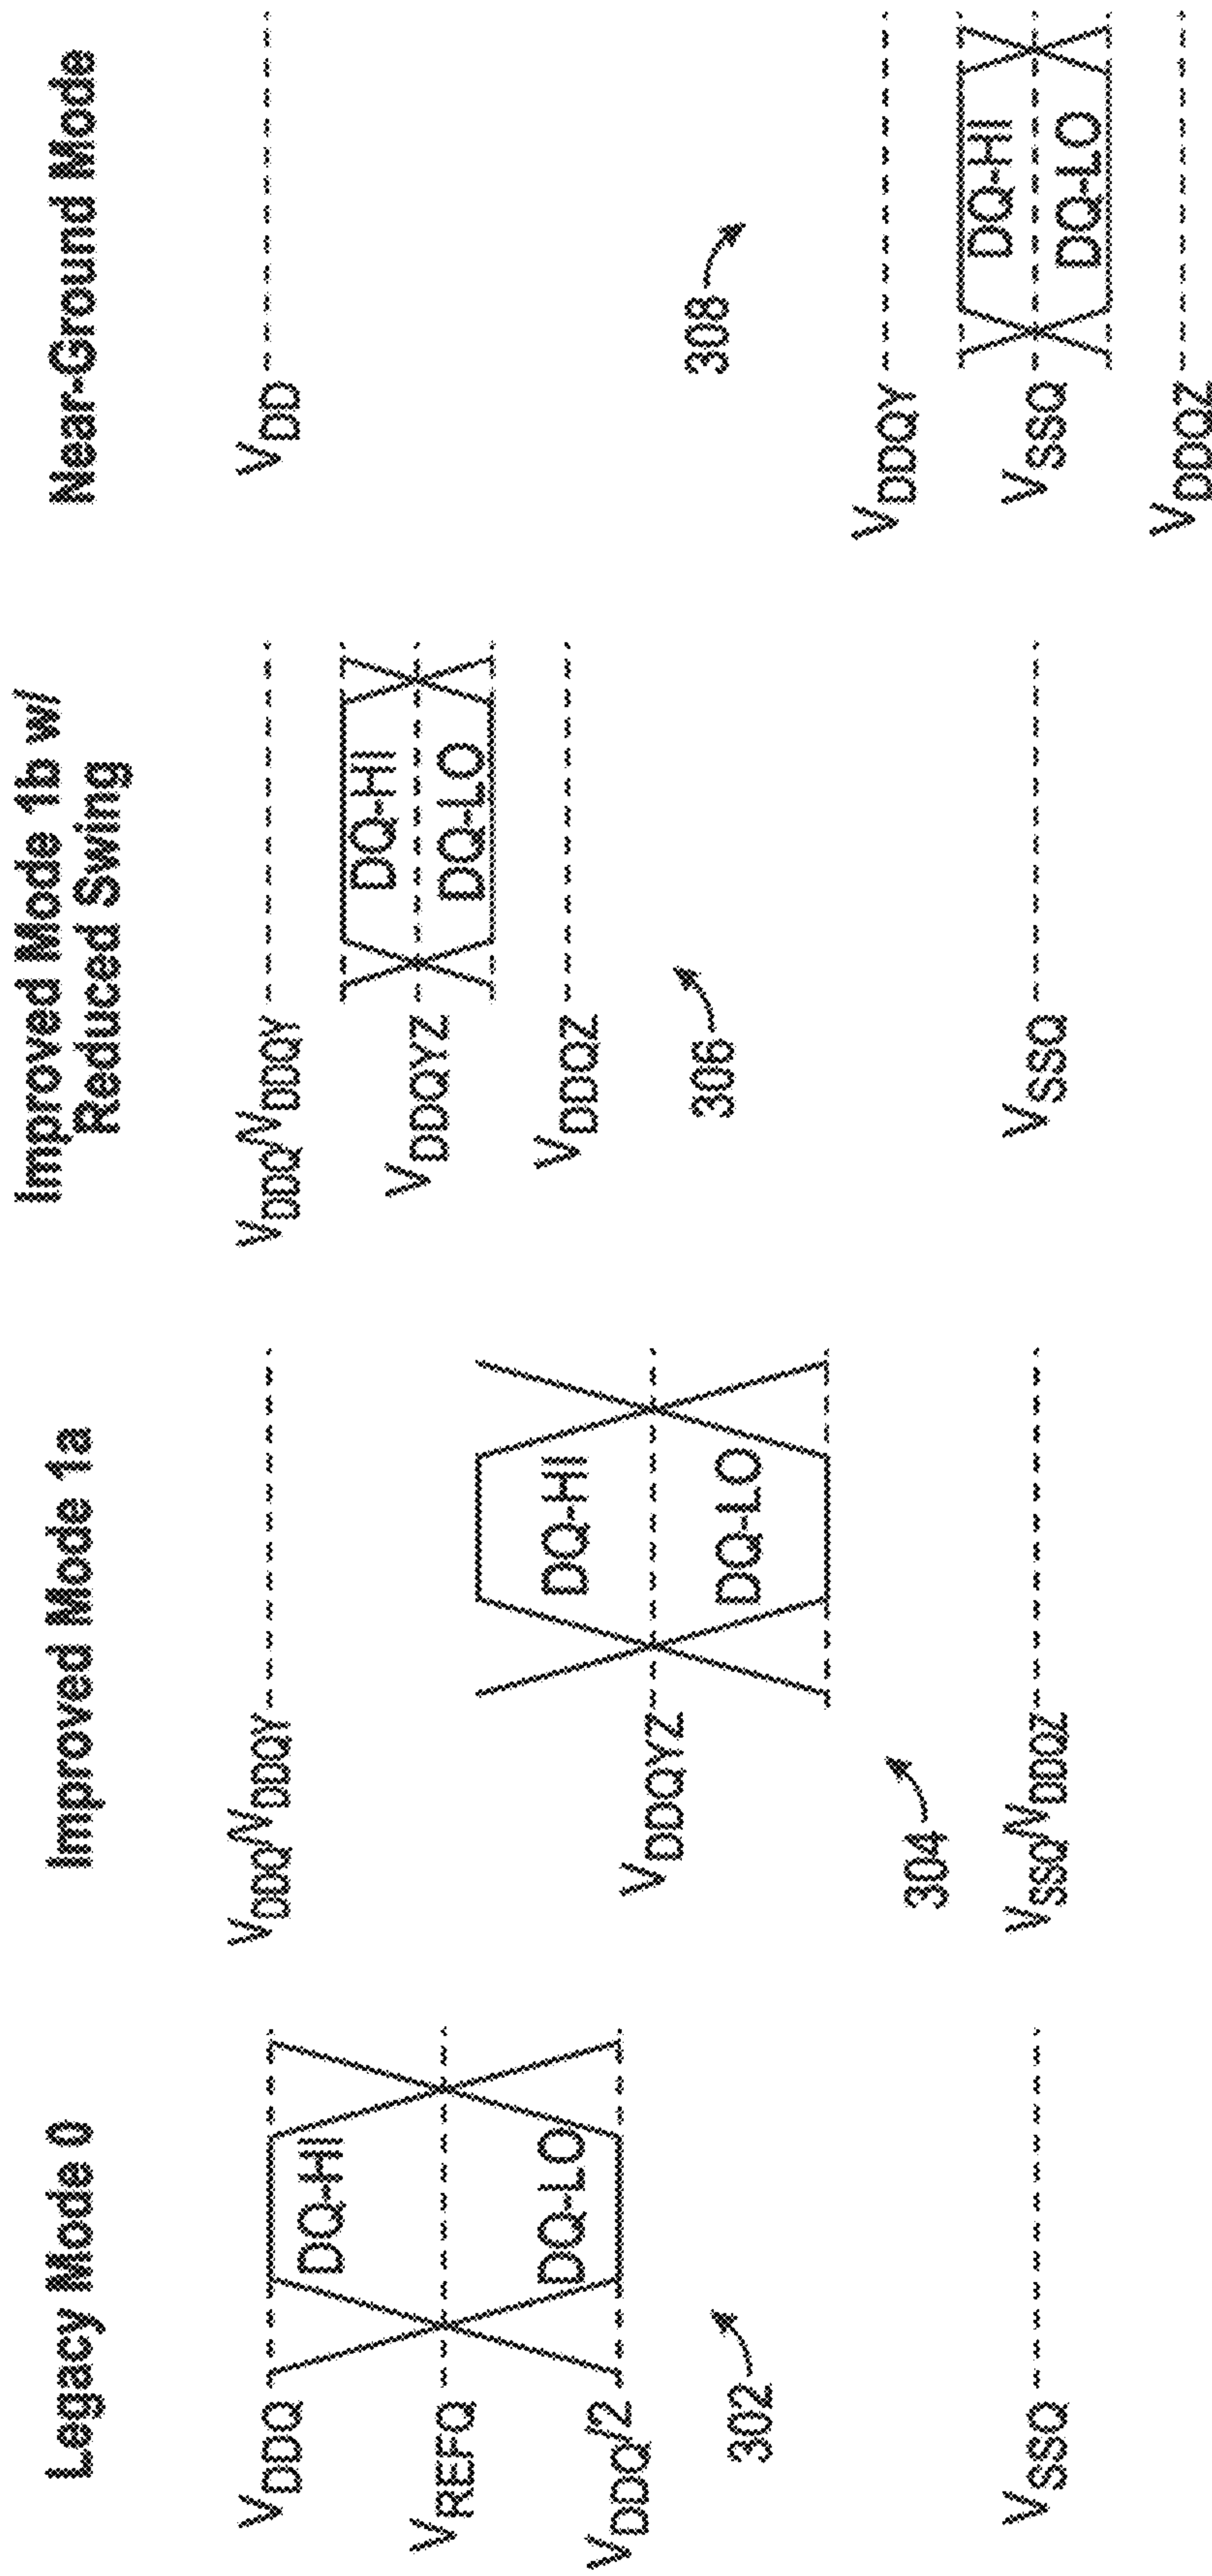 Legacy Mode 0
VDDQ
DQ-HI
VREFQ
DQ-LO
VDDQ/2
302
VSSQ
Improved Mode 1a
VDDQ/VDDQY
DQ-HI
VDDQYZ
DQ-LO
304
VSSQ/VDDQZ
Improved Mode 1b w/
Reduced Swing
VDDQ/VDDQY
DQ-HI
VDDQYZ
DQ-LO
VDDQZ
306
VSSQ
Near-Ground Mode
VDD
308
VDDQY
DQ-HI
VSSQ
DQ-LO
VDDQZ